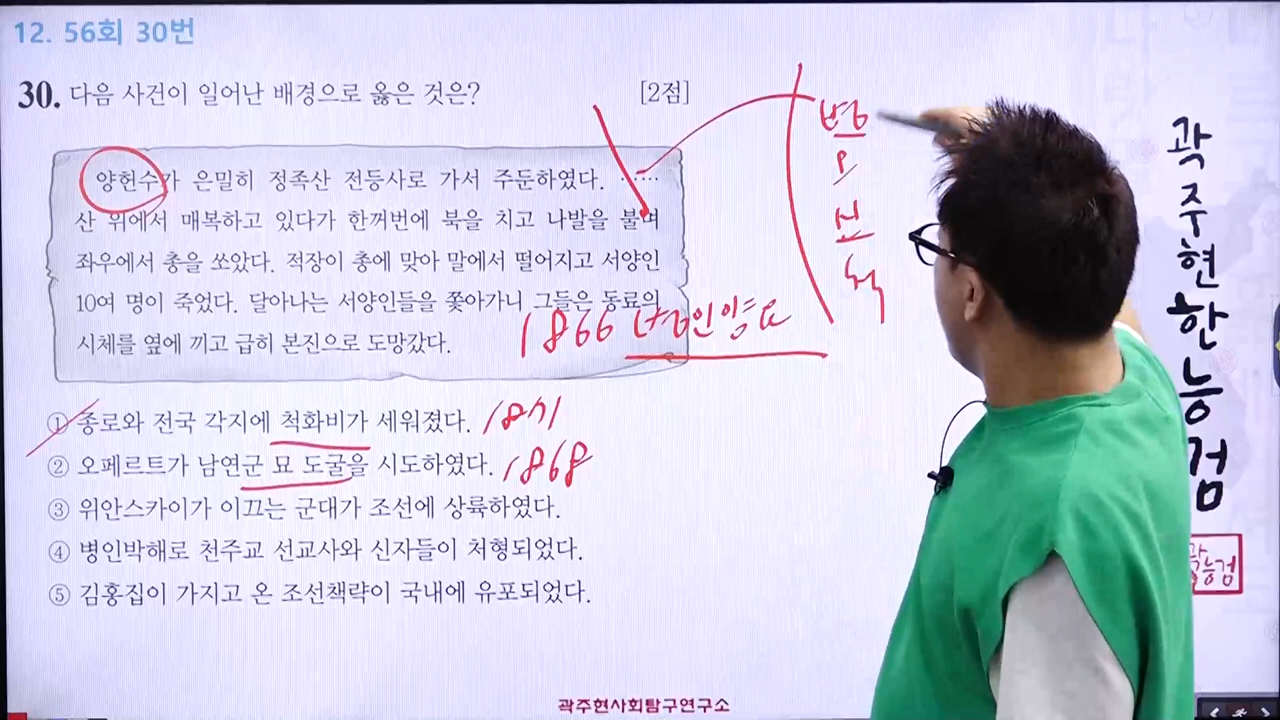 12. 56회 30번
30. 다음 사건이 일어난 배경으로 옳은 것은? [2점]
양헌수가 은밀히 정족산 전등사로 가서 주둔하였다. ……
산 위에서 매복하고 있다가 한꺼번에 북을 치고 나발을 불며
좌우에서 총을 쏘았다. 적장이 총에 맞아 말에서 떨어지고 서양인
10여 명이 죽었다. 달아나는 서양인들을 쫓아가니 그들은 동료의
시체를 옆에 끼고 급히 본진으로 도망갔다.
1866 병인양요
병
오
신
척
① 종로와 전국 각지에 척화비가 세워졌다. 1871
② 오페르트가 남연군 묘 도굴을 시도하였다. 1868
③ 위안스카이가 이끄는 군대가 조선에 상륙하였다.
④ 병인박해로 천주교 선교사와 신자들이 처형되었다.
⑤ 김홍집이 가지고 온 조선책략이 국내에 유포되었다.
곽주현한능검
곽
능검
곽주현사회탐구연구소